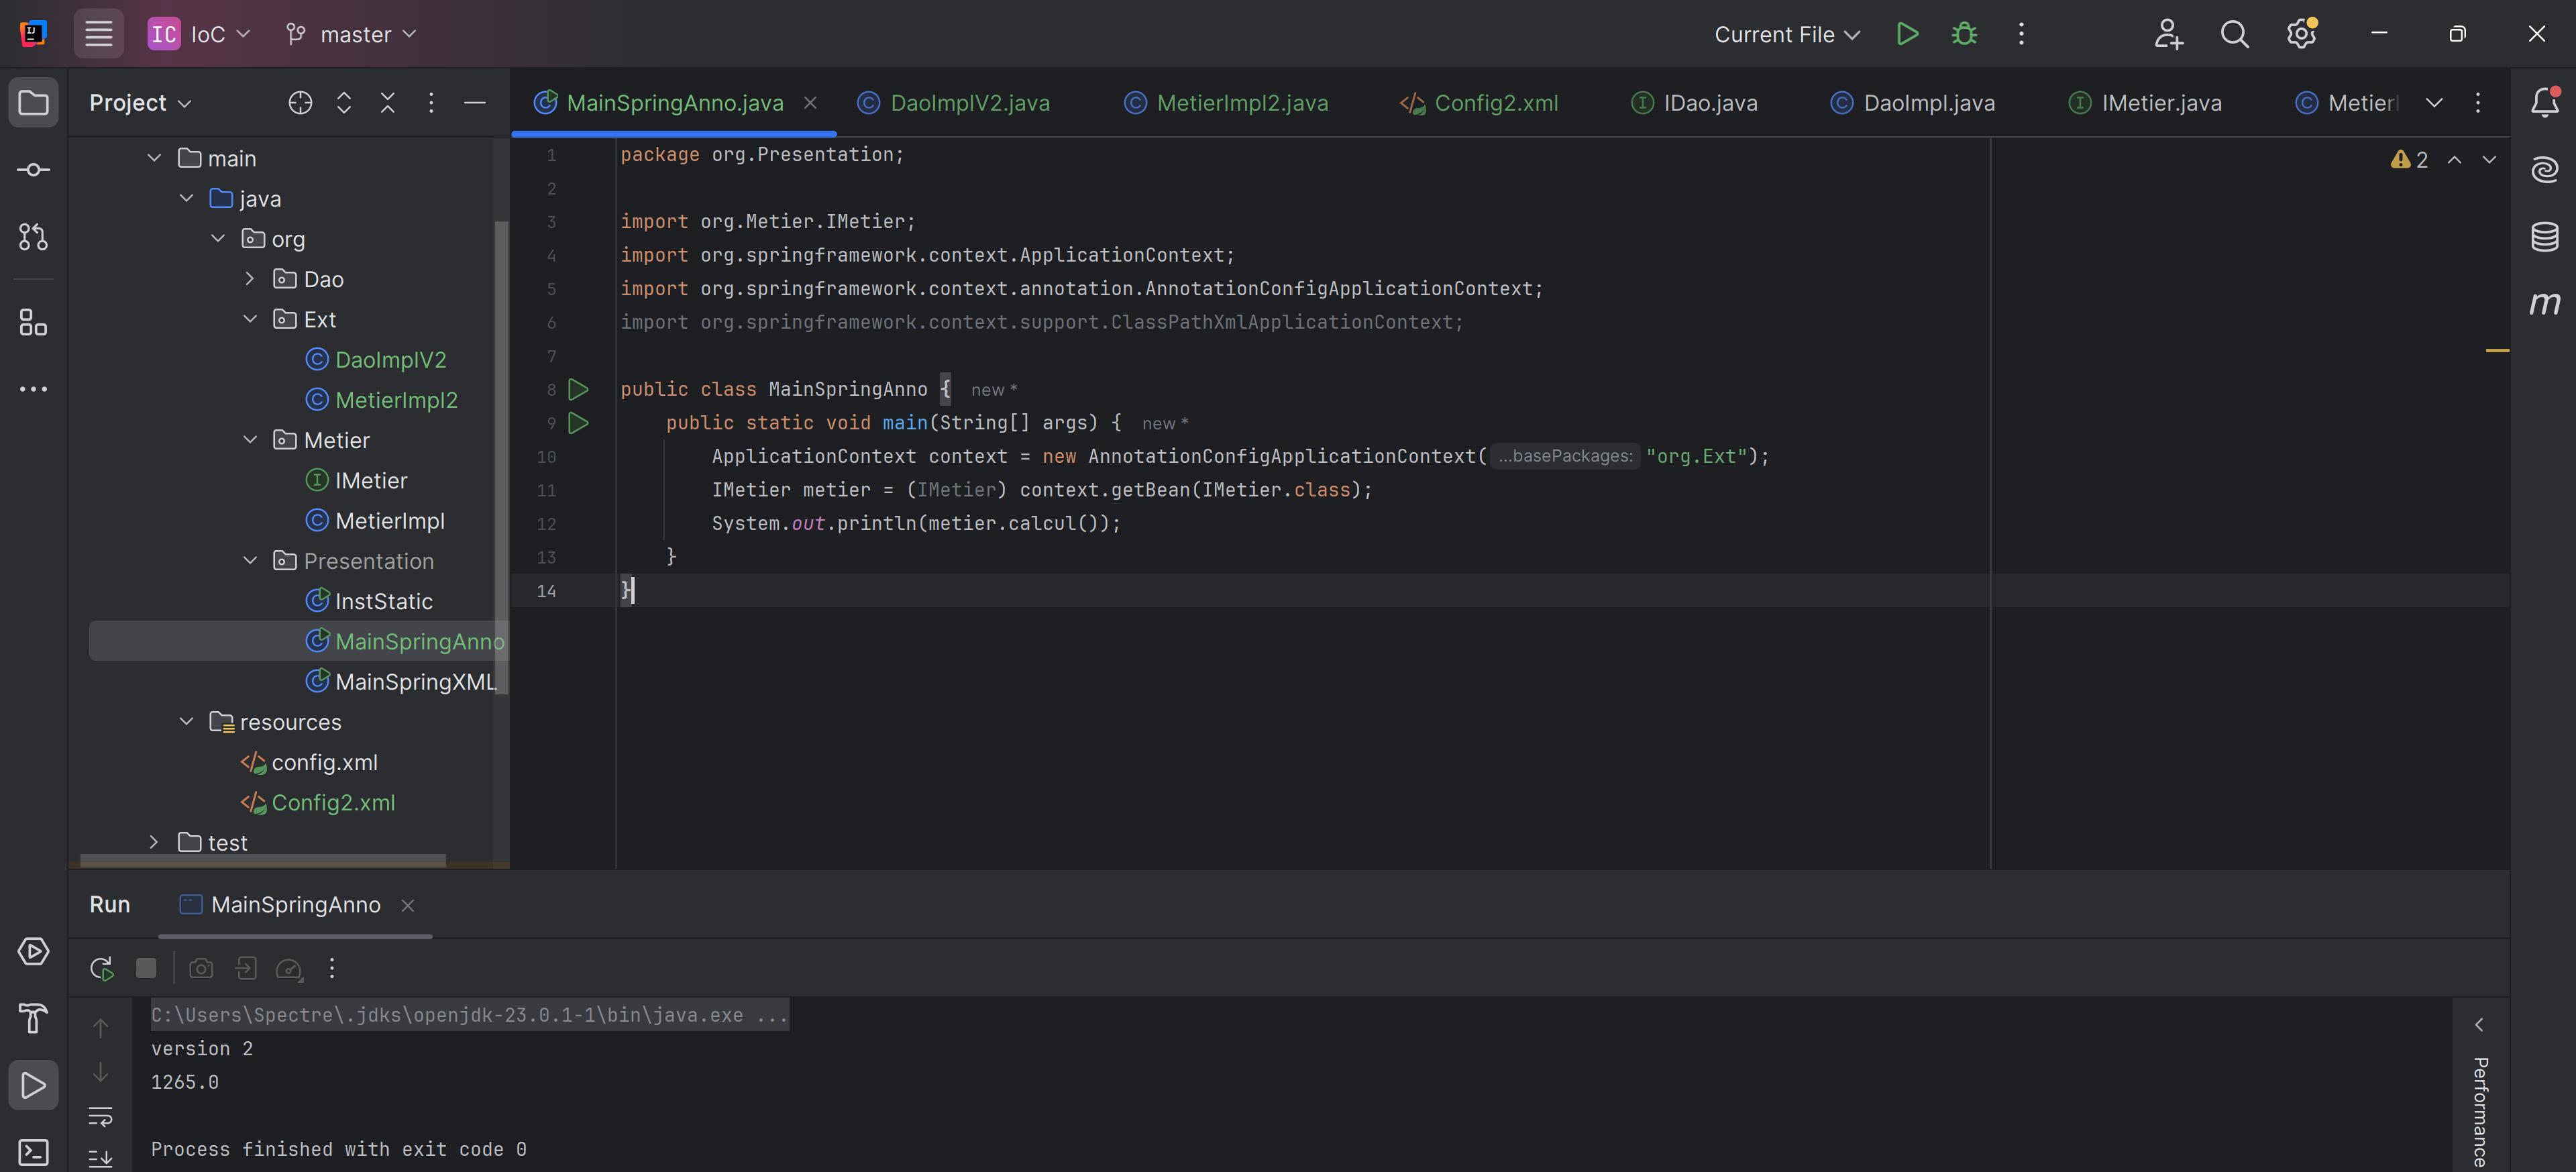 IC IoC master Current File
Project
MainSpringAnno.java DaoImplV2.java MetierImpl2.java Config2.xml IDao.java DaoImpl.java IMetier.java Metier
main
java
org
Dao
Ext
DaoImplV2
MetierImpl2
Metier
IMetier
MetierImpl
Presentation
InstStatic
MainSpringAnno
MainSpringXML
resources
config.xml
Config2.xml
test
2
1 package org.Presentation;
2
3 import org.Metier.IMetier;
4 import org.springframework.context.ApplicationContext;
5 import org.springframework.context.annotation.AnnotationConfigApplicationContext;
6 import org.springframework.context.support.ClassPathXmlApplicationContext;
7
8 public class MainSpringAnno { new *
9 public static void main(String[] args) { new *
10 ApplicationContext context = new AnnotationConfigApplicationContext( ...basePackages: "org.Ext");
11 IMetier metier = (IMetier) context.getBean(IMetier.class);
12 System.out.println(metier.calcul());
13 }
14 }
Run MainSpringAnno
C:\Users\Spectre\.jdks\openjdk-23.0.1-1\bin\java.exe ...
version 2
1265.0
Process finished with exit code 0
Performance
m